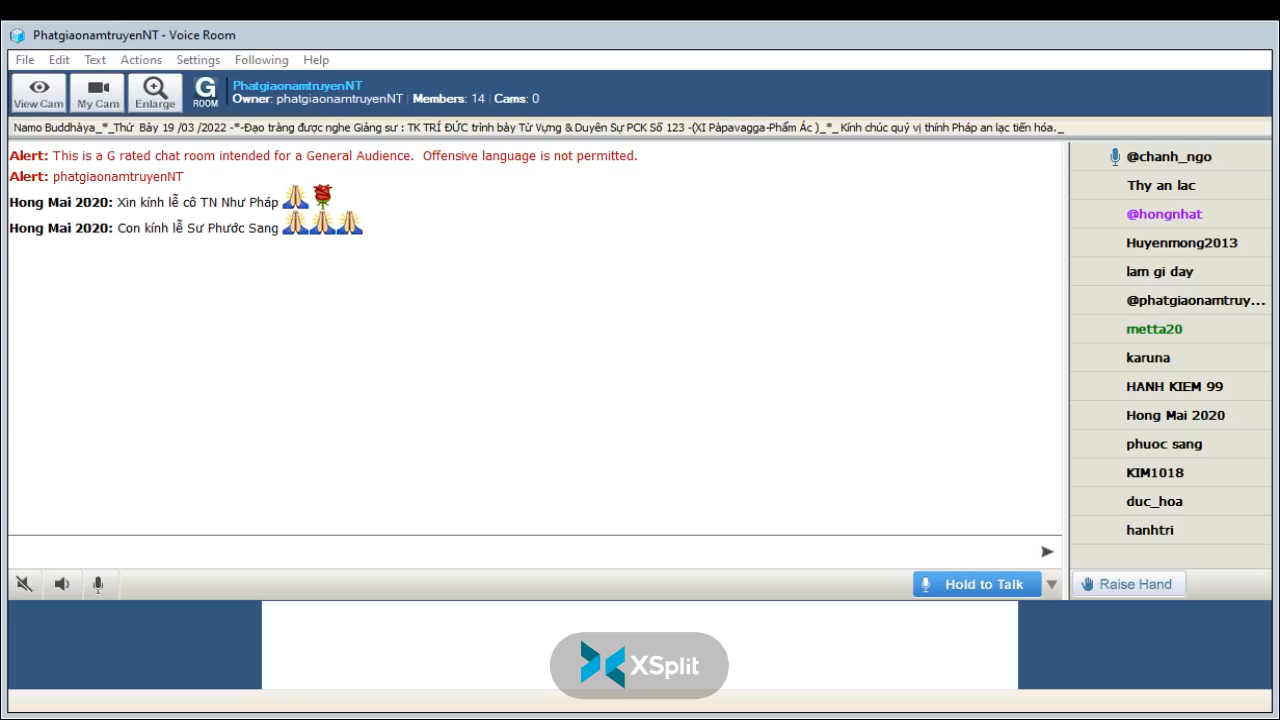 PhatgiaonamtruyenNT - Voice Room
File Edit Text Actions Settings Following Help
View Cam My Cam Enlarge G ROOM
PhatgiaonamtruyenNT
Owner: phatgiaonamtruyenNT | Members: 14 | Cams: 0
Namo Buddhàya_*_Thứ Bảy 19 /03 /2022 -*-Đạo tràng được nghe Giảng sư : TK TRÍ ĐỨC trình bày Từ Vựng & Duyên Sự PCK Số 123 -(XI Pàpavagga-Phẩm Ác )_*_ Kính chúc quý vị thính Pháp an lạc tiến hóa._
Alert: This is a G rated chat room intended for a General Audience. Offensive language is not permitted.
Alert: phatgiaonamtruyenNT
Hong Mai 2020: Xin kính lễ cô TN Như Pháp
Hong Mai 2020: Con kính lễ Sư Phước Sang
@chanh_ngo
Thy an lac
@hongnhat
Huyenmong2013
lam gi day
@phatgiaonamtruy...
metta20
karuna
HANH KIEM 99
Hong Mai 2020
phuoc sang
KIM1018
duc_hoa
hanhtri
Hold to Talk
Raise Hand
XSplit